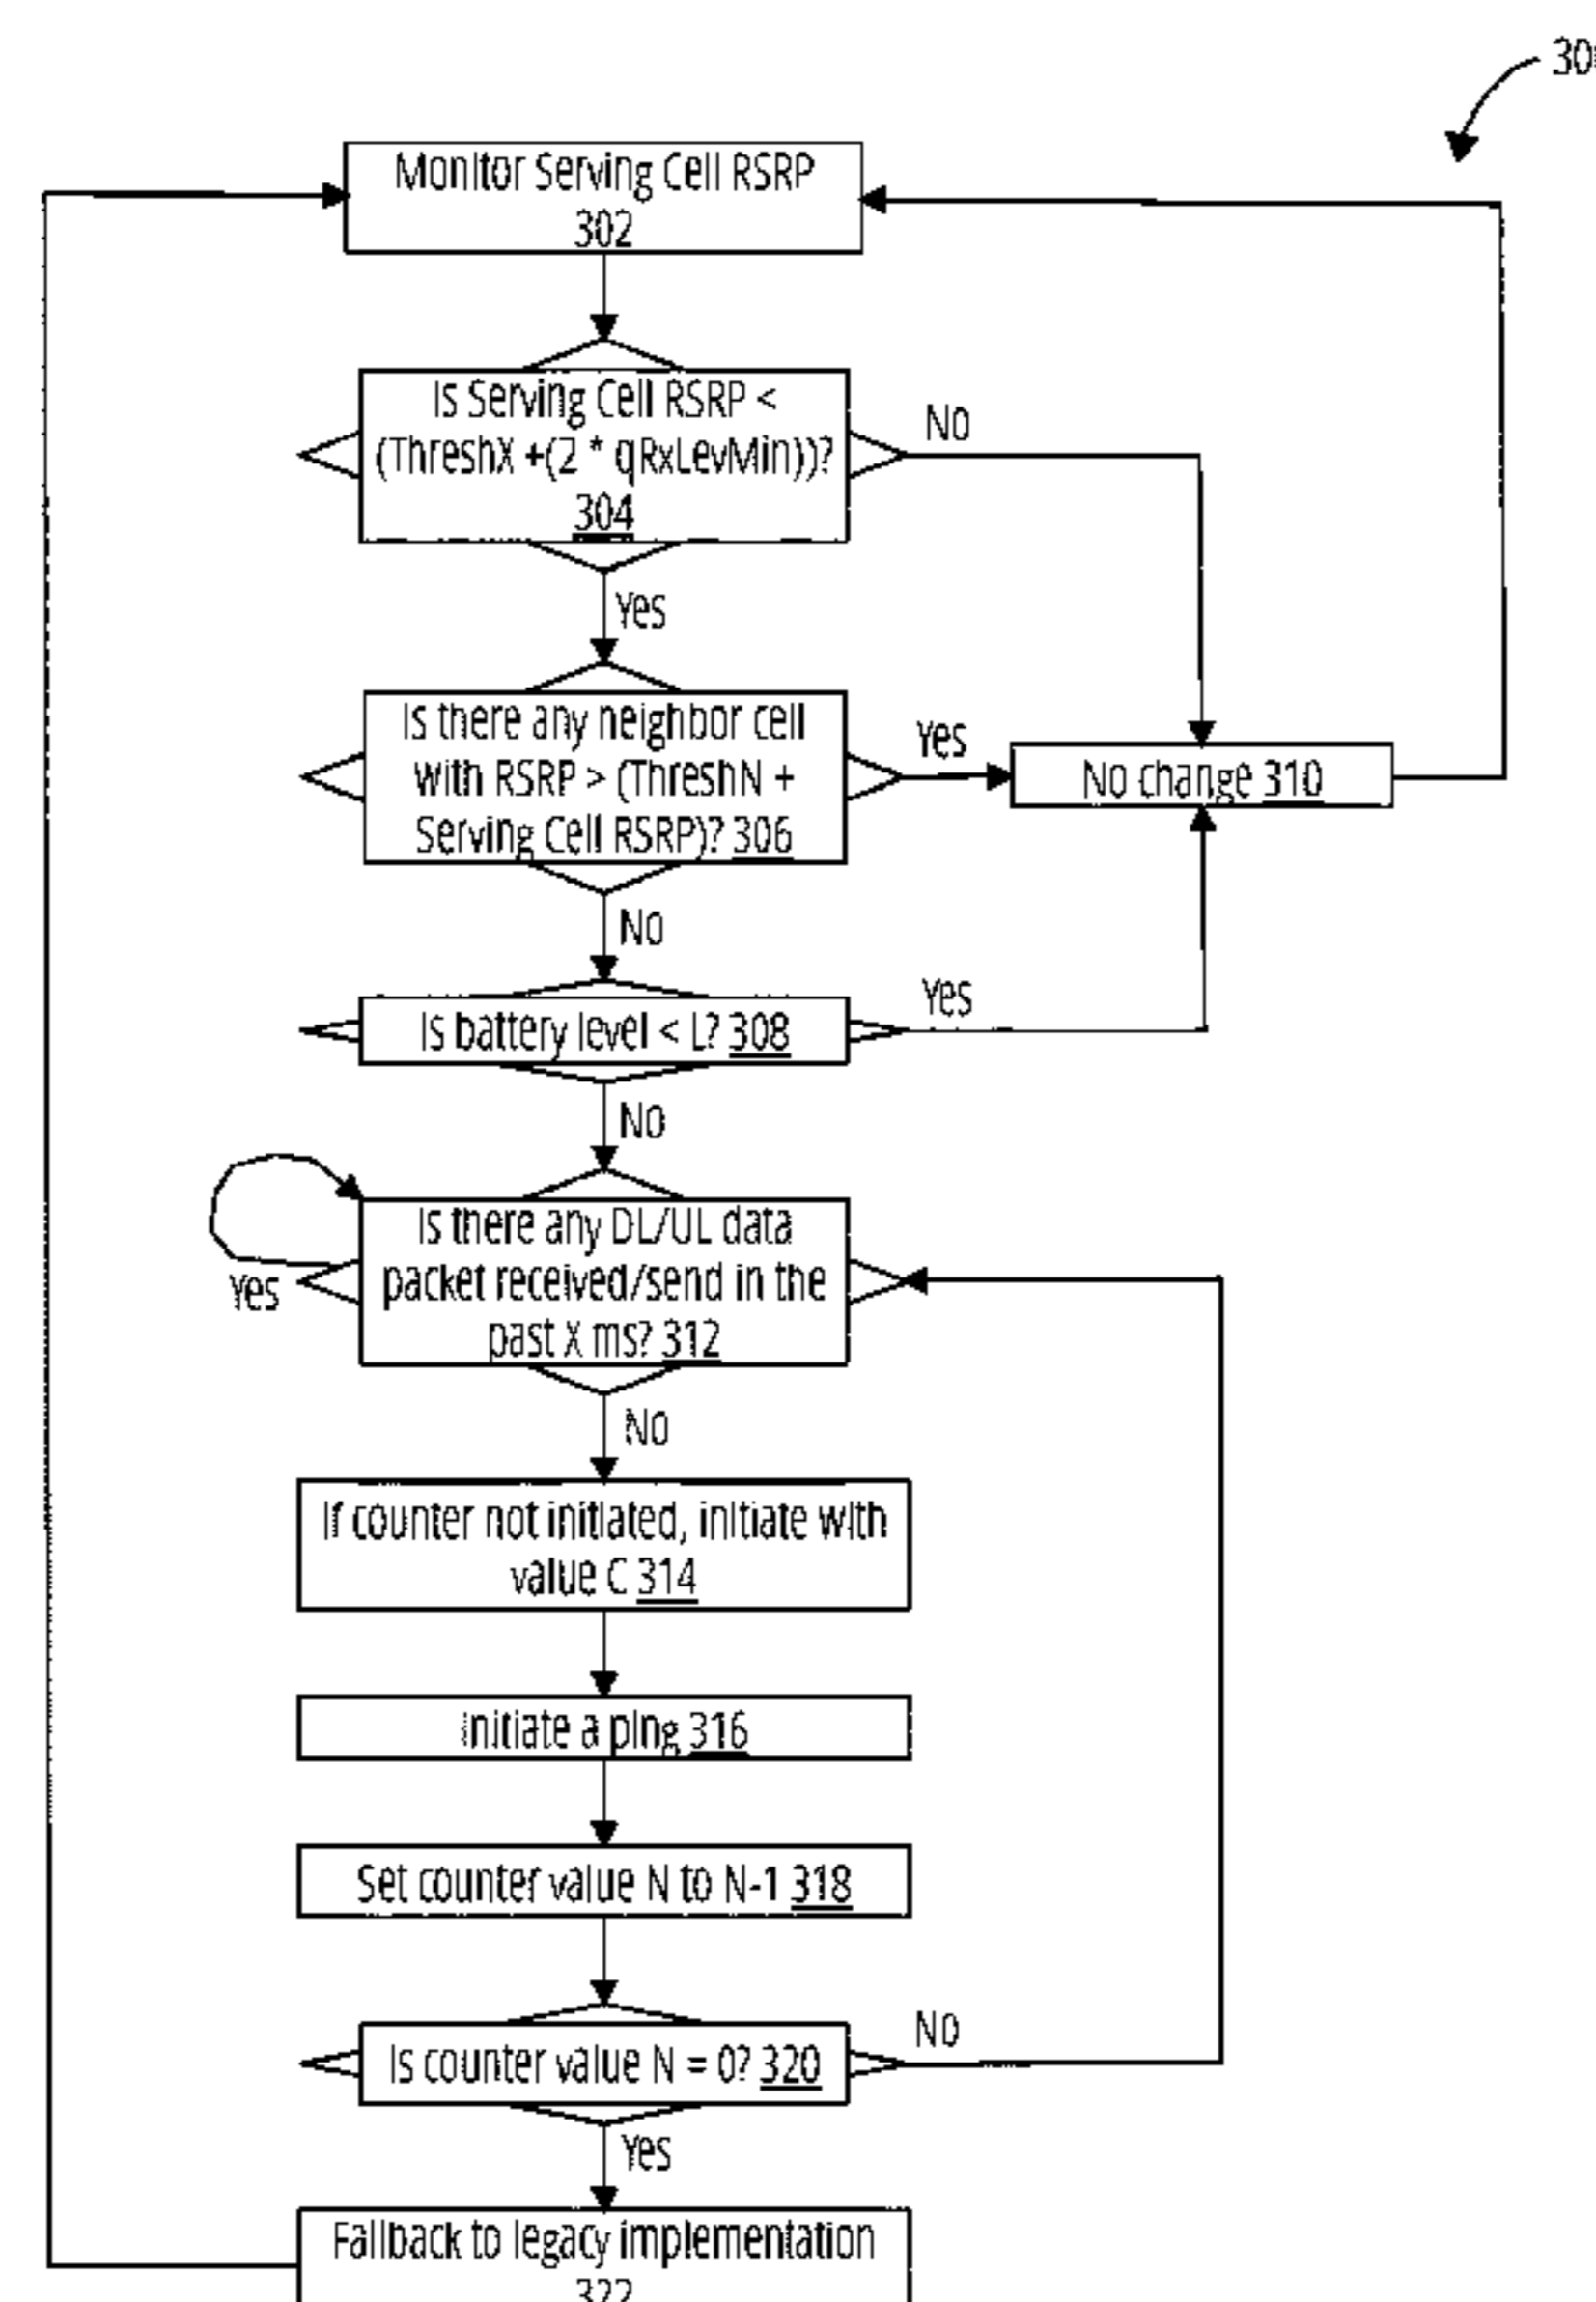 Monitor Serving Cell RSRP
302
Is Serving Cell RSRP <
(ThreshX +(2 * qRxLevMin))?
304
No
Yes
Is there any neighbor cell
with RSRP > (ThreshN +
Serving Cell RSRP)? 306
Yes
No change 310
No
Is battery level < L? 308
Yes
No
Is there any DL/UL data
packet received/send in the
past X ms? 312
Yes
No
If counter not initiated, initiate with
value C 314
Initiate a ping 316
Set counter value N to N-1 318
Is counter value N = 0? 320
No
Yes
Fallback to legacy implementation
322